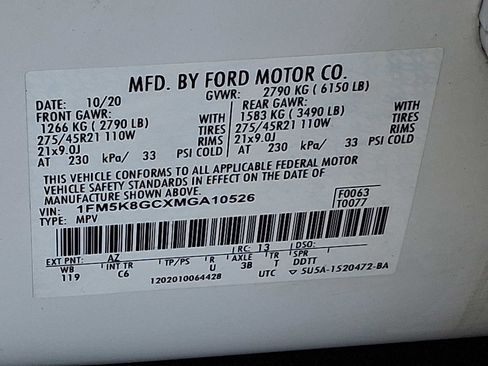 MFD. BY FORD MOTOR CO.
DATE: 10/20 GVWR: 2790 KG ( 6150 LB)
FRONT GAWR: REAR GAWR:
1266 KG ( 2790 LB) WITH 1583 KG ( 3490 LB) WITH
275/45R21 110W TIRES 275/45R21 110W TIRES
21x9.0J RIMS 21x9.0J RIMS
AT 230 kPa/ 33 PSI COLD AT 230 kPa/ 33 PSI COLD
THIS VEHICLE CONFORMS TO ALL APPLICABLE FEDERAL MOTOR
VEHICLE SAFETY STANDARDS IN EFFECT ON THE DATE OF
MANUFACTURE SHOWN ABOVE.
VIN: 1FM5K8GCXMGA10526 F0063
TYPE: MPV T0077
EXT PNT: AZ RC: 13 DSO:
WB INT TR TP/PS R AXLE TR SPR
119 C6 U 3B T DDTT
1202010064428 UTC ▽ 5U5A-1520472-BA